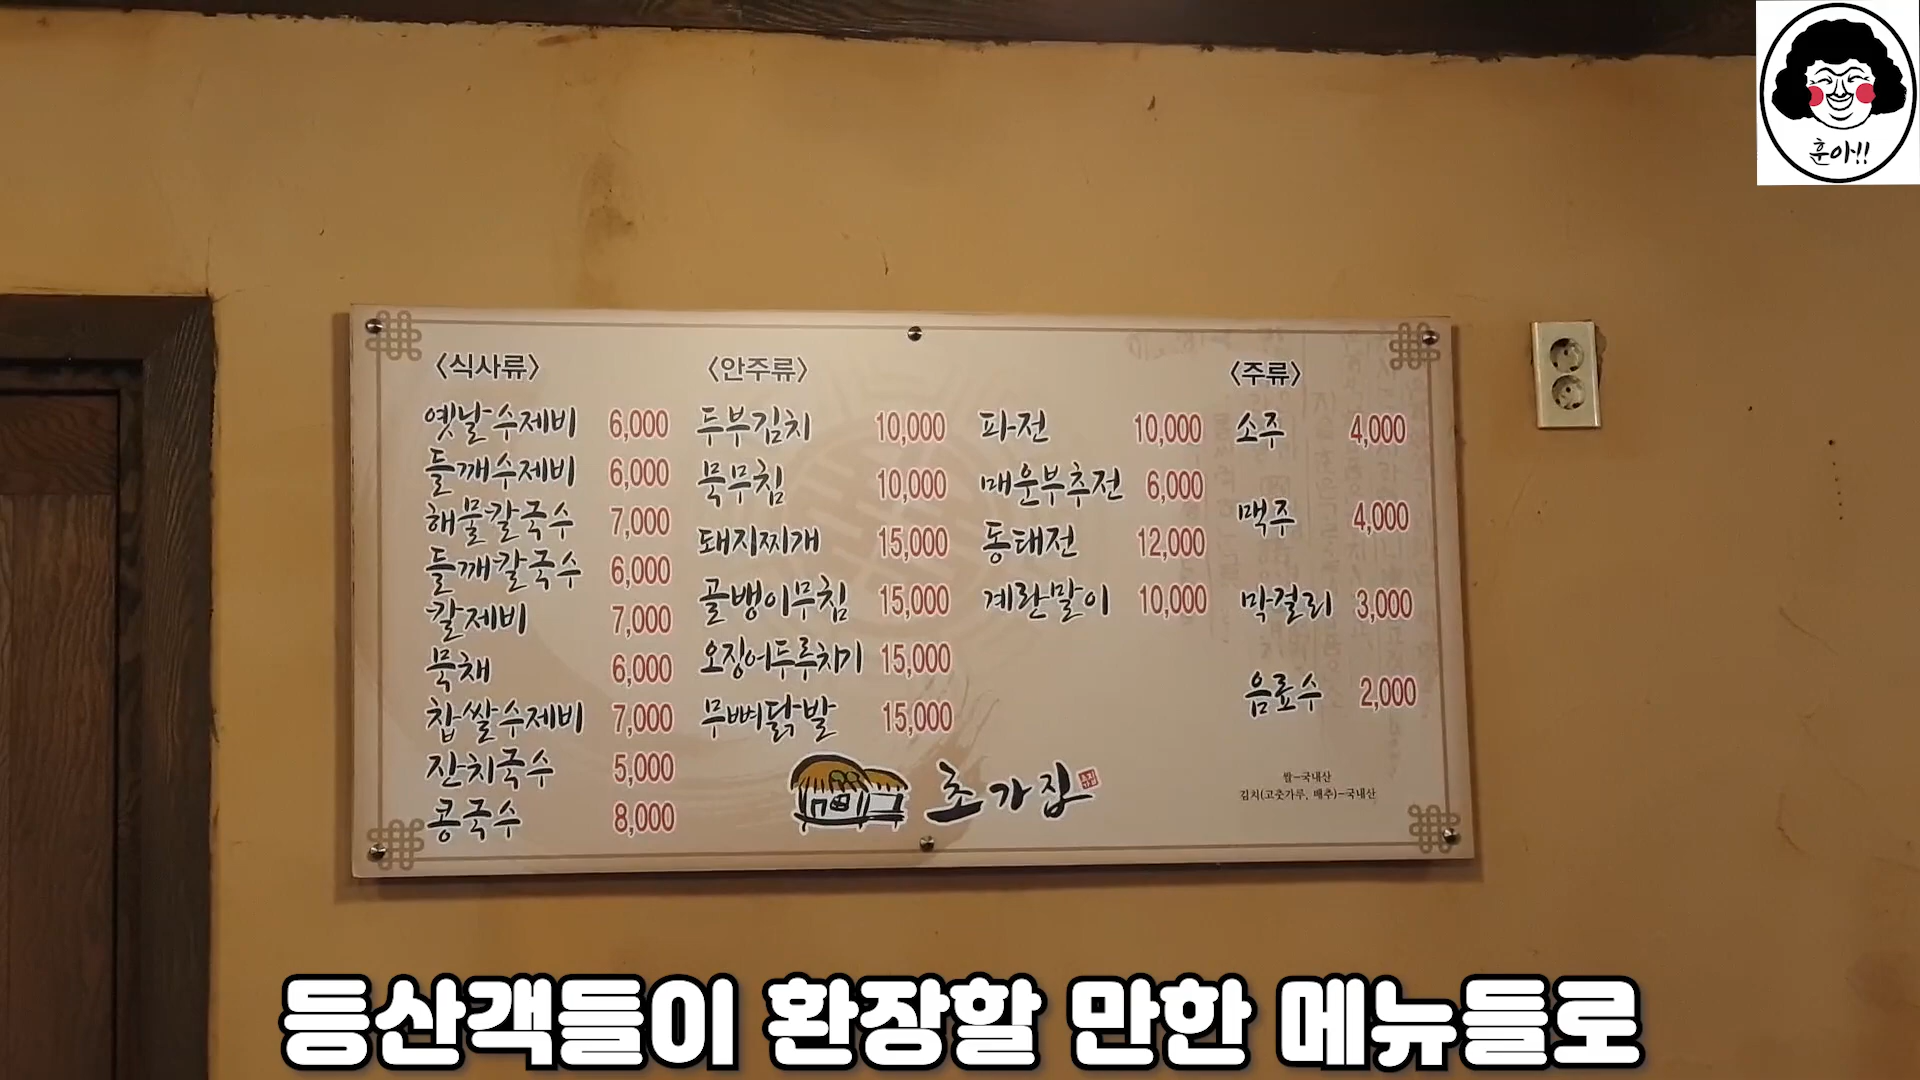 훈아!!
<식사류>
옛날수제비 6,000
들깨수제비 6,000
해물칼국수 7,000
들깨칼국수 6,000
칼제비 7,000
묵채 6,000
찹쌀수제비 7,000
잔치국수 5,000
콩국수 8,000
<안주류>
두부김치 10,000
묵무침 10,000
돼지찌개 15,000
골뱅이무침 15,000
오징어두루치기 15,000
무뼈닭발 15,000
파전 10,000
매운부추전 6,000
동태전 12,000
계란말이 10,000
<주류>
소주 4,000
맥주 4,000
막걸리 3,000
음료수 2,000
초가집
쌀-국내산
김치(고춧가루, 배추)-국내산
등산객들이 환장할 만한 메뉴들로